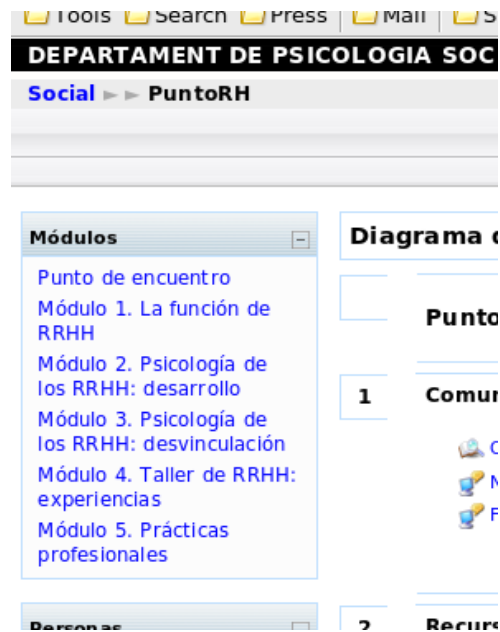 Tools Search Press Mail
DEPARTAMENT DE PSICOLOGIA SOC
Social ► ► PuntoRH
Módulos
Punto de encuentro
Módulo 1. La función de
RRHH
Módulo 2. Psicología de
los RRHH: desarrollo
Módulo 3. Psicología de
los RRHH: desvinculación
Módulo 4. Taller de RRHH:
experiencias
Módulo 5. Prácticas
profesionales
Personas
Diagrama
Punto
1 Comun
2 Recurs